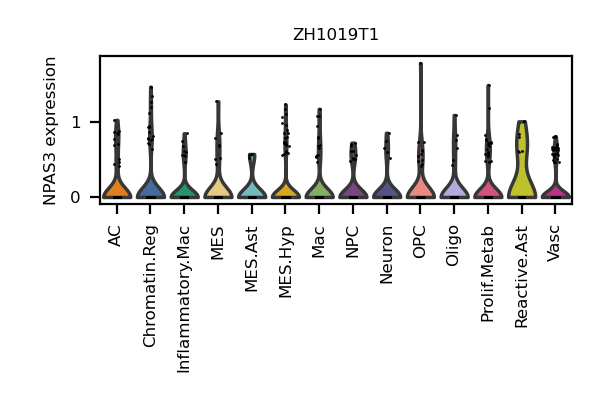 ZH1019T1
NPAS3 expression
1
0
AC
Chromatin.Reg
Inflammatory.Mac
MES
MES.Ast
MES.Hyp
Mac
NPC
Neuron
OPC
Oligo
Prolif.Metab
Reactive.Ast
Vasc